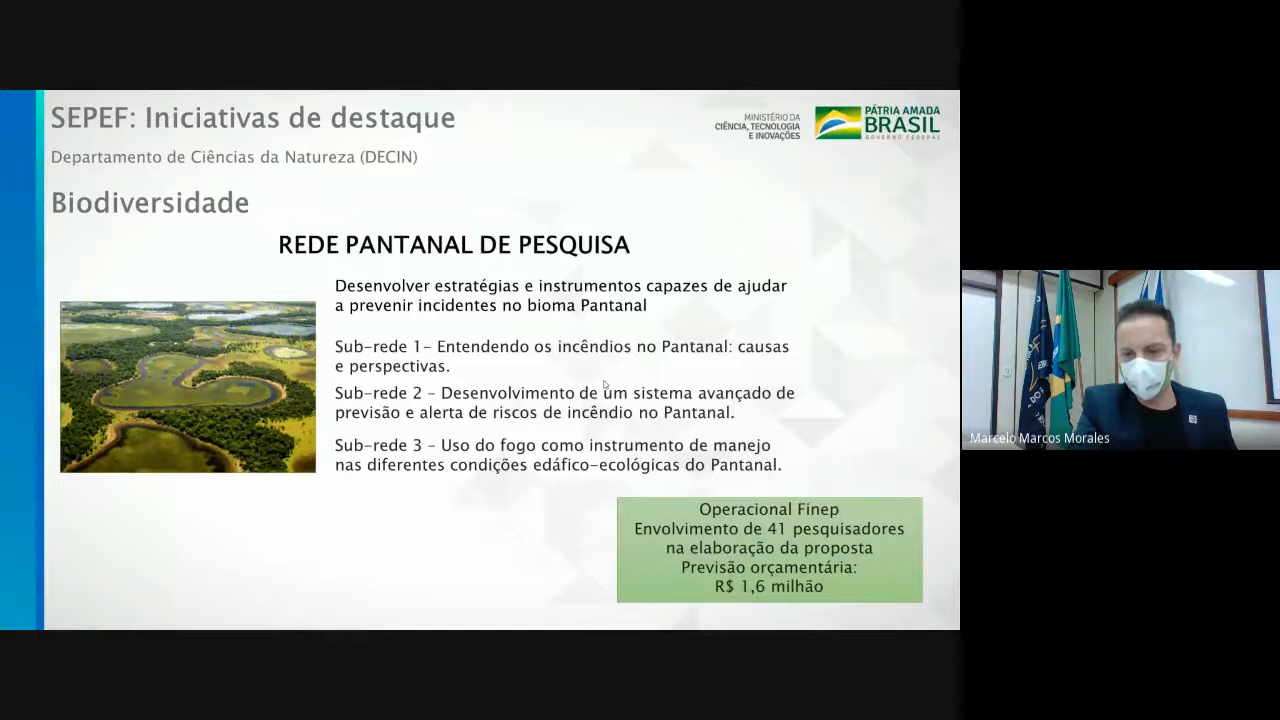 SEPEF: Iniciativas de destaque
Departamento de Ciências da Natureza (DECIN)
MINISTÉRIO DA
CIÊNCIA, TECNOLOGIA
E INOVAÇÕES
PÁTRIA AMADA
BRASIL
GOVERNO FEDERAL
Biodiversidade
REDE PANTANAL DE PESQUISA
Desenvolver estratégias e instrumentos capazes de ajudar
a prevenir incidentes no bioma Pantanal
Sub-rede 1- Entendendo os incêndios no Pantanal: causas
e perspectivas.
Sub-rede 2 - Desenvolvimento de um sistema avançado de
previsão e alerta de riscos de incêndio no Pantanal.
Sub-rede 3 - Uso do fogo como instrumento de manejo
nas diferentes condições edáfico-ecológicas do Pantanal.
Operacional Finep
Envolvimento de 41 pesquisadores
na elaboração da proposta
Previsão orçamentária:
R$ 1,6 milhão
Marcelo Marcos Morales